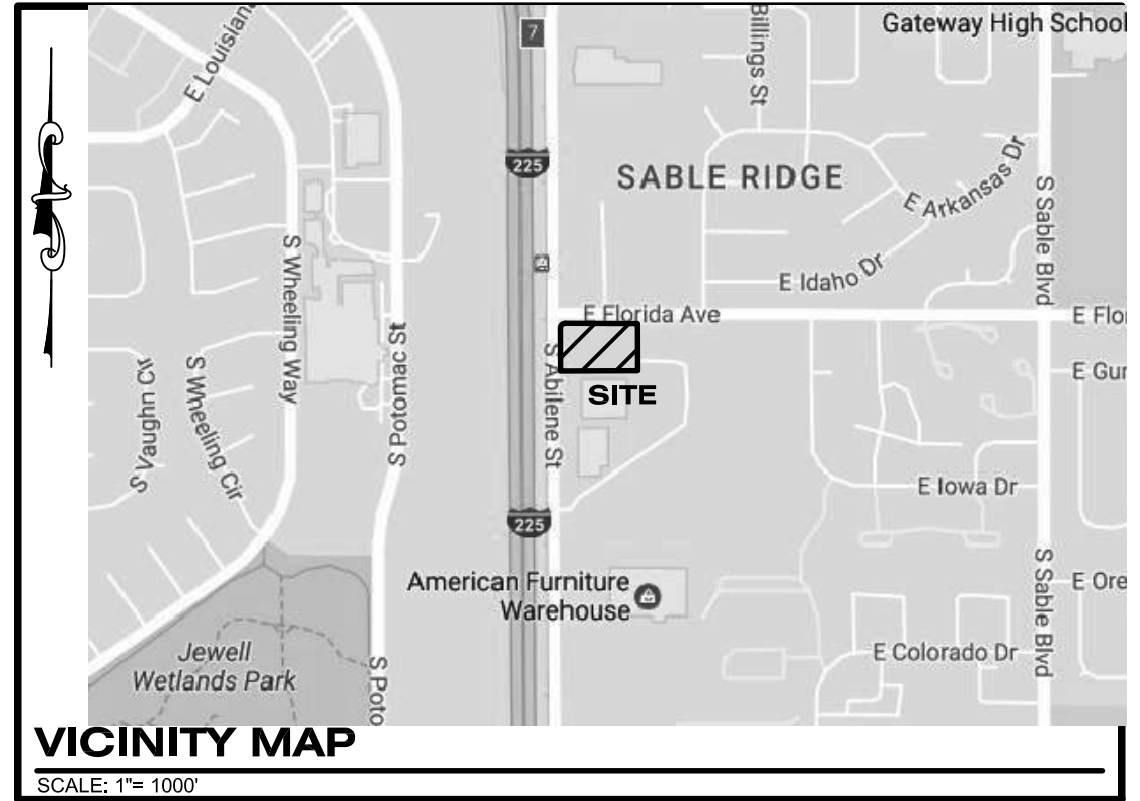 E Louisian
7
Billings St
Gateway High School
225
SABLE RIDGE
E Arkansas Dr
S Sable Blvd
E Idaho Dr
S Wheeling Way
S Potomac St
E Florida Ave
E Flor
S Abilene St
SITE
E Gur
S Vaughn Cir
S Wheeling Cir
E Iowa Dr
225
American Furniture
Warehouse
S Sable Blvd
E Ore
Jewell
Wetlands Park
S Poto
E Colorado Dr
VICINITY MAP
SCALE: 1"= 1000'